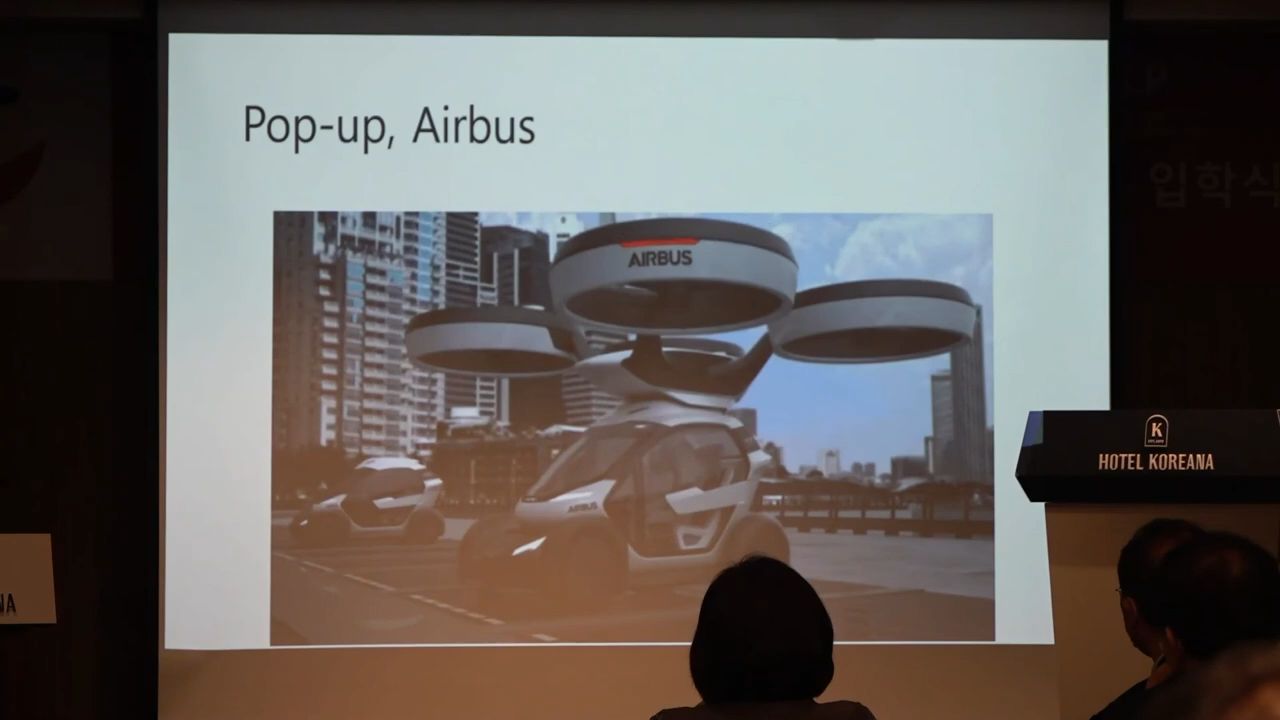 Pop-up, Airbus
AIRBUS
AIRBUS
입학식
K
HOTEL KOREANA
NA